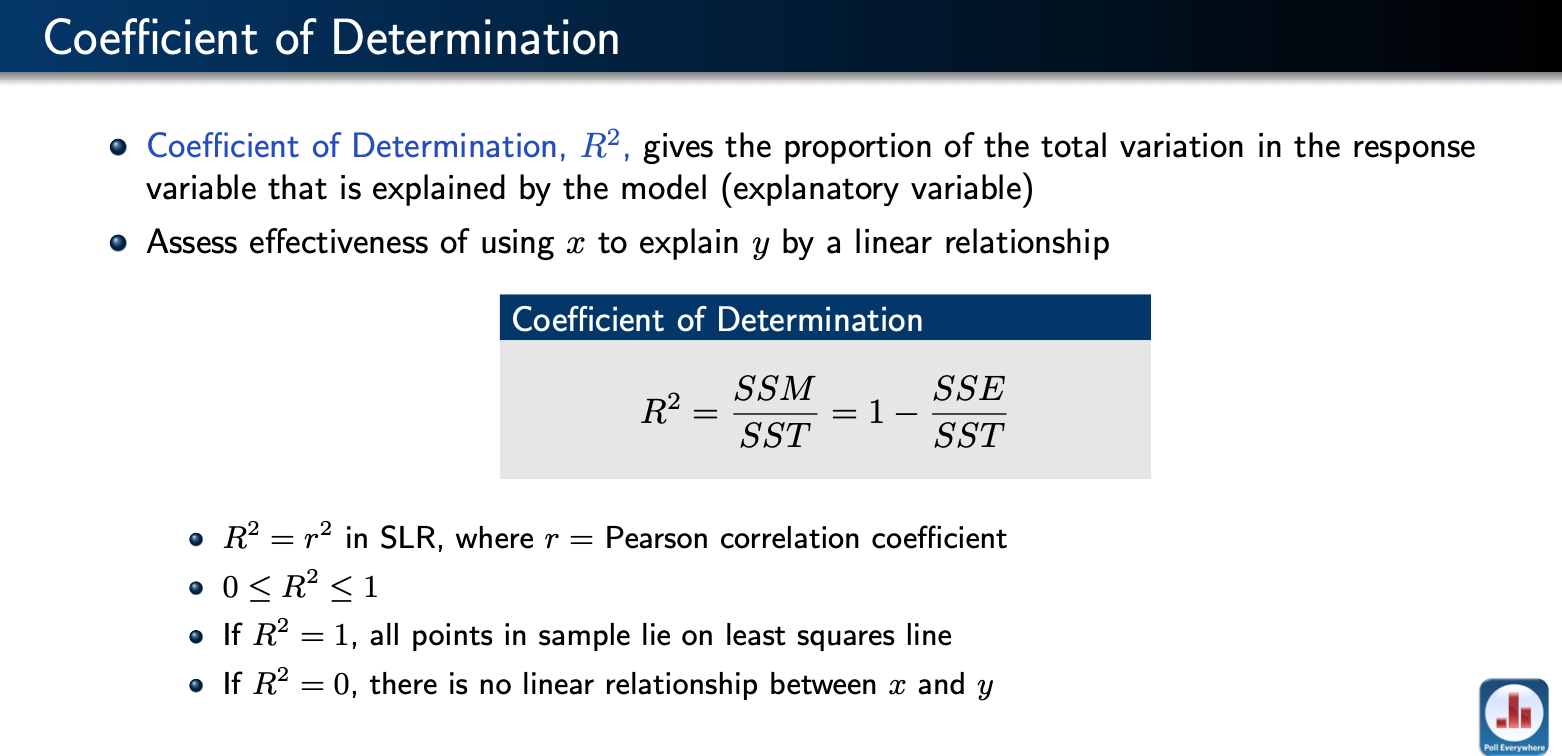 Coefficient of Determination
Coefficient of Determination, R², gives the proportion of the total variation in the response
variable that is explained by the model (explanatory variable)
Assess effectiveness of using x to explain y by a linear relationship
Coefficient of Determination
R² = SSM/SST = 1 − SSE/SST
R² = r² in SLR, where r = Pearson correlation coefficient
0 ≤ R² ≤ 1
If R² = 1, all points in sample lie on least squares line
If R² = 0, there is no linear relationship between x and y
Poll Everywhere